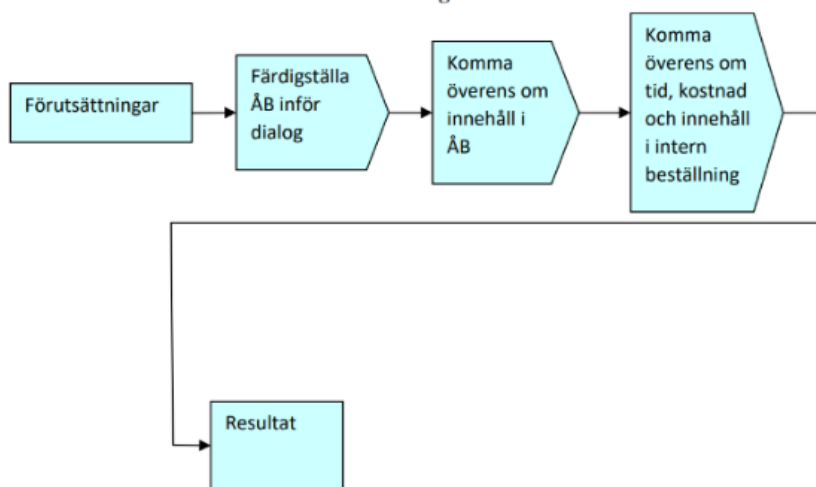 Förutsättningar
Färdigställa
ÅB inför
dialog
Komma
överens om
innehåll i
ÅB
Komma
överens om
tid, kostnad
och innehåll
i intern
beställning
Resultat